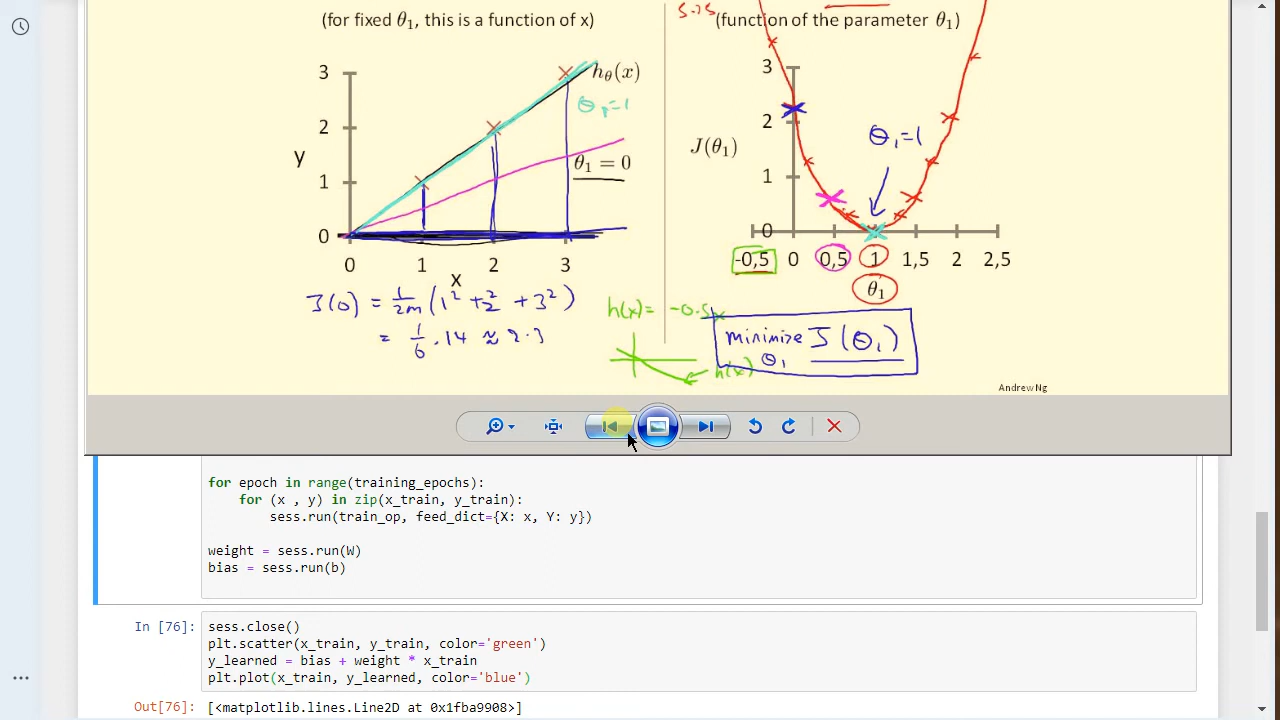 (for fixed θ₁, this is a function of x)
5.25
(function of the parameter θ₁)
3
2
1
0
y
0 1 2 3
x
hθ(x)
θ₁=1
θ₁ = 0
3
2
1
0
J(θ₁)
θ₁=1
-0,5 0 0,5 1 1,5 2 2,5
θ₁
J(0) = 1/2m (1² + 2² + 3²)
= 1/6 · 14 ≈ 2.3
h(x) = -0.5x
h(x)
minimize J(θ₁)
θ₁
Andrew Ng
for epoch in range(training_epochs):
    for (x , y) in zip(x_train, y_train):
        sess.run(train_op, feed_dict={X: x, Y: y})
weight = sess.run(W)
bias = sess.run(b)
In [76]:
sess.close()
plt.scatter(x_train, y_train, color='green')
y_learned = bias + weight * x_train
plt.plot(x_train, y_learned, color='blue')
Out[76]:
[<matplotlib.lines.Line2D at 0x1fba9908>]